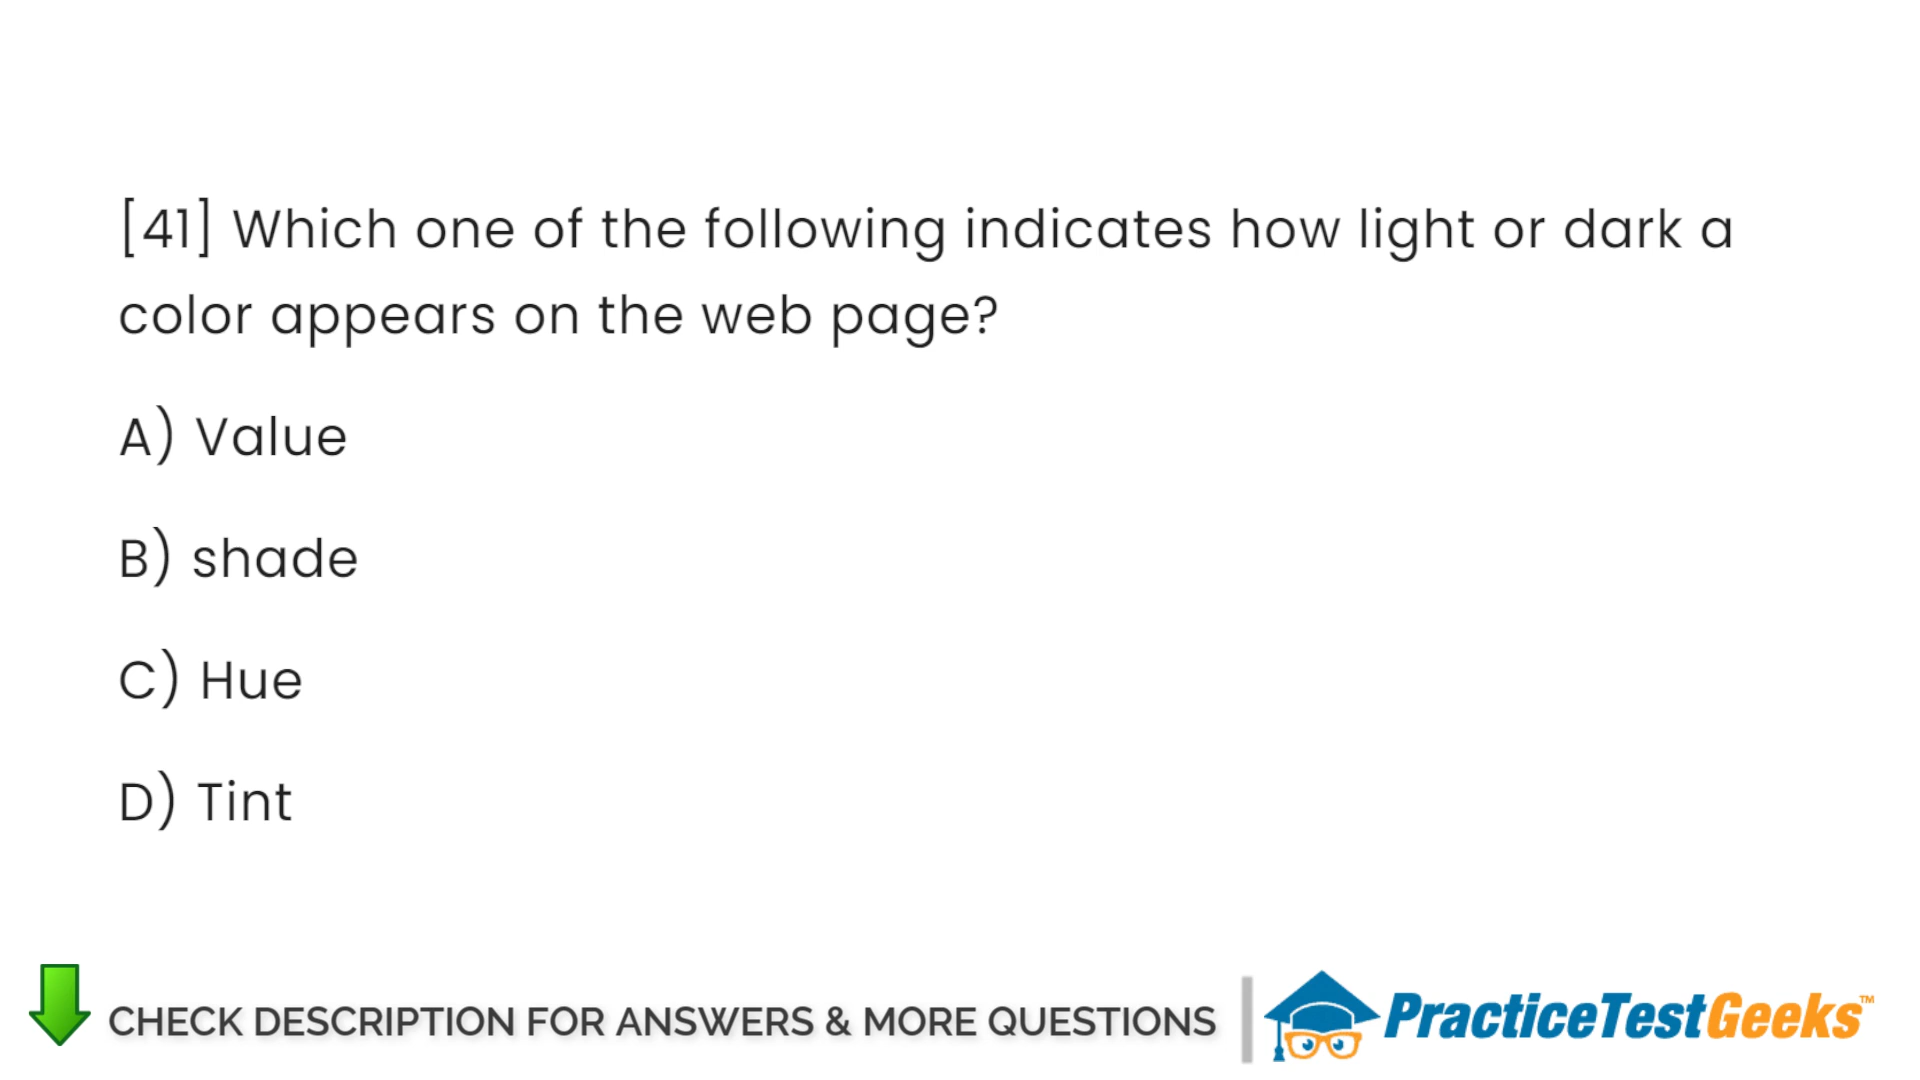 [41] Which one of the following indicates how light or dark a
color appears on the web page?
A) Value
B) shade
C) Hue
D) Tint
CHECK DESCRIPTION FOR ANSWERS & MORE QUESTIONS
PracticeTestGeeks™